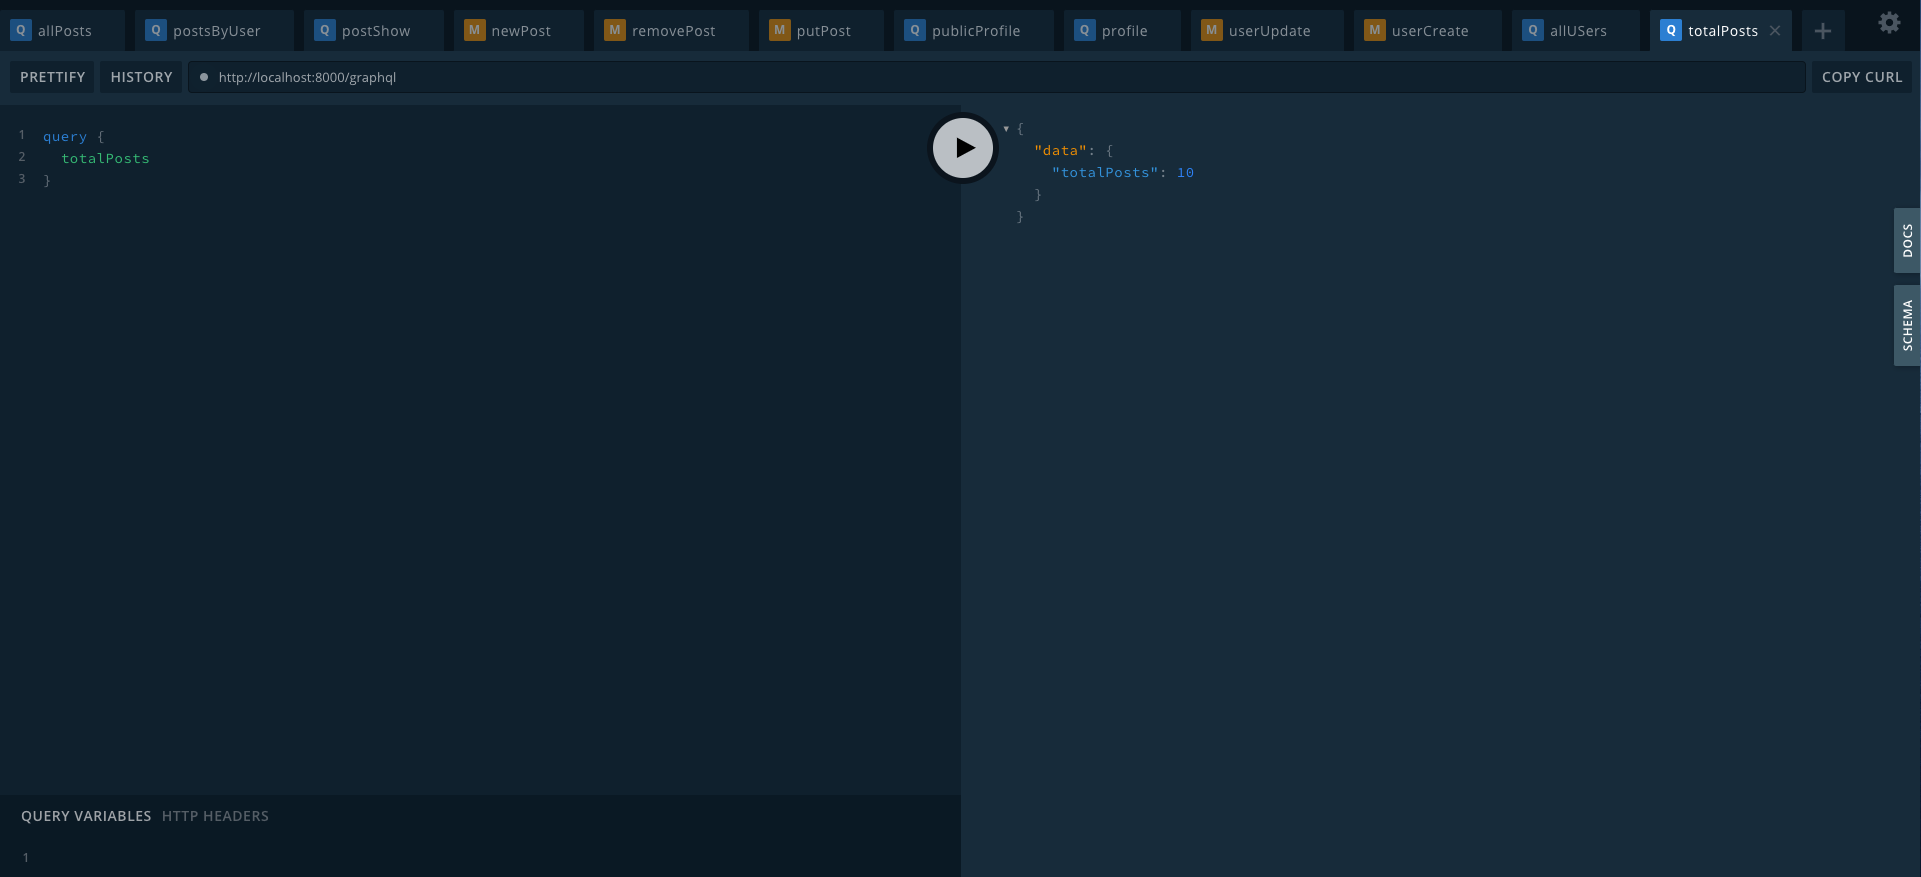 Q allPosts Q postsByUser Q postShow M newPost M removePost M putPost Q publicProfile Q profile M userUpdate M userCreate Q allUSers Q totalPosts
PRETTIFY HISTORY http://localhost:8000/graphql COPY CURL
1 query {
2 totalPosts
3 }
{
"data": {
"totalPosts": 10
}
}
DOCS
SCHEMA
QUERY VARIABLES HTTP HEADERS
1